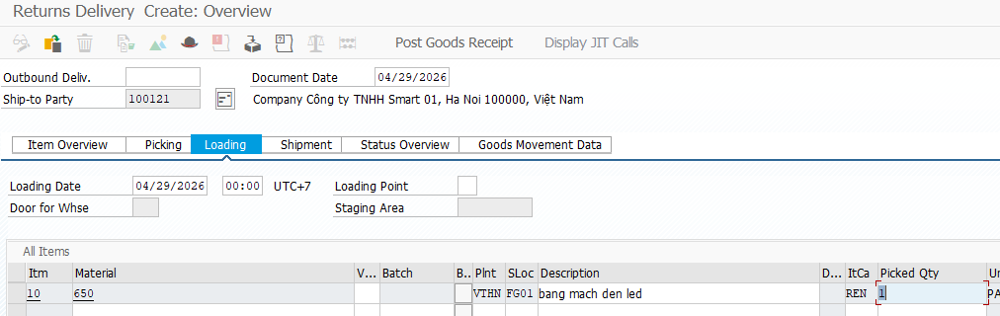 Returns Delivery Create: Overview
Post Goods Receipt Display JIT Calls
Outbound Deliv. Document Date 04/29/2026
Ship-to Party 100121 Company Công ty TNHH Smart 01, Ha Noi 100000, Việt Nam
Item Overview Picking Loading Shipment Status Overview Goods Movement Data
Loading Date 04/29/2026 00:00 UTC+7 Loading Point
Door for Whse Staging Area
All Items
Itm Material V... Batch B.. Plnt SLoc Description D... ItCa Picked Qty Un
10 650 VTHN FG01 bang mach den led REN 1 PA